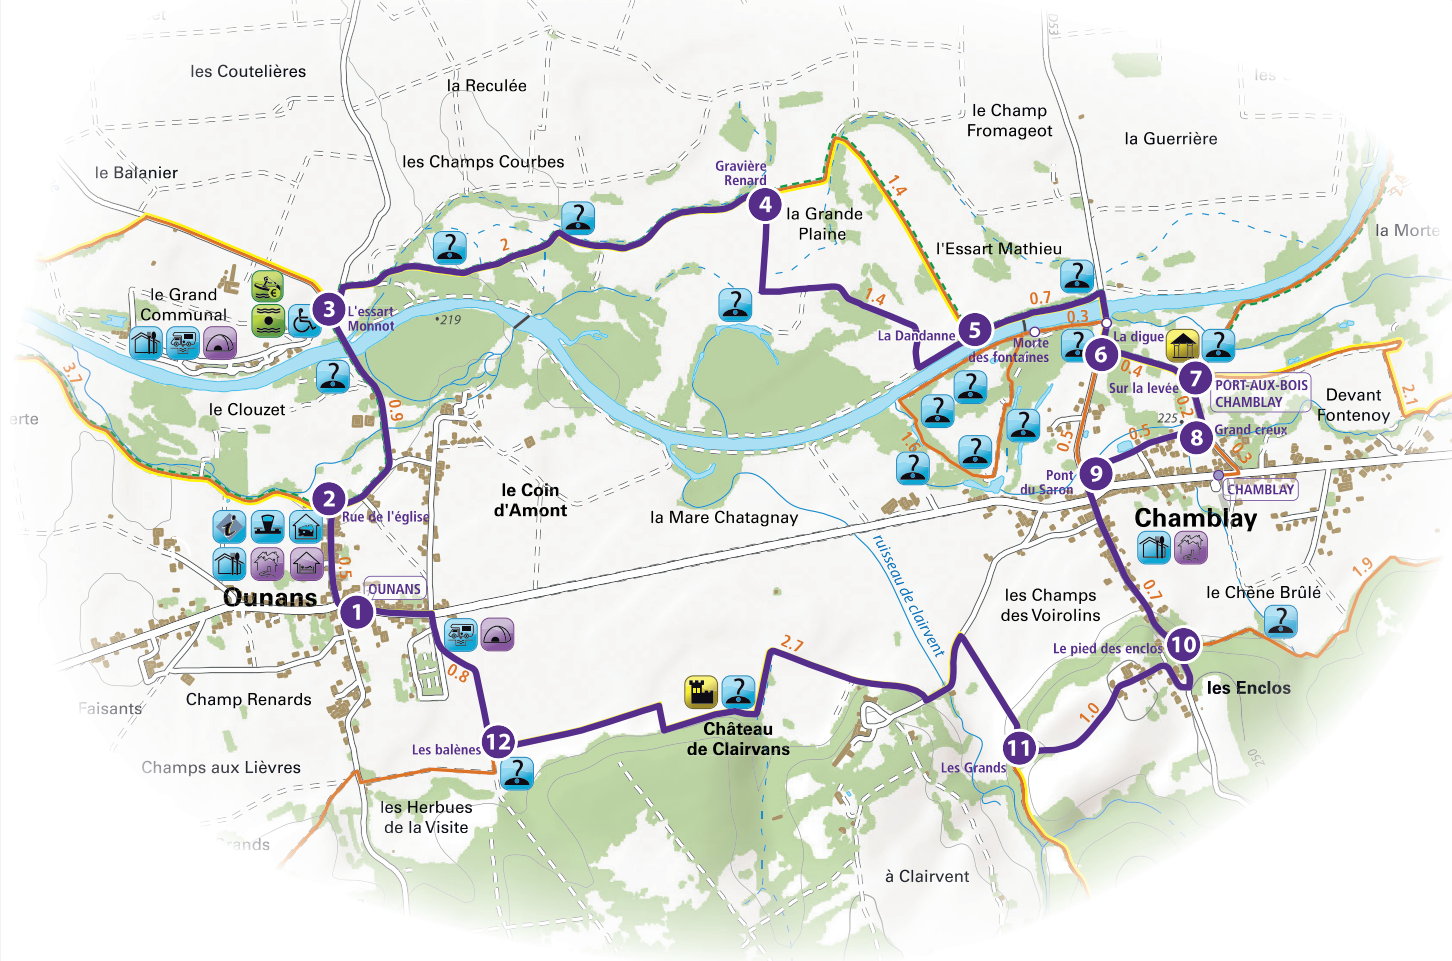 D53
les Coutelières
la Reculée
le Champ
Fromageot
la Guerrière
les Champs Courbes
le Balanier
Gravière
Renard
4
1.4
la Grande
Plaine
la Morte
2
l'Essart Mathieu
le Grand
Communal
3
L'essart
Monnot
219
1.4
0.7
0.3
La Dandanne
5
Morte
des fontaines
La digue
6
0.4
Sur la levée
7
PORT-AUX-BOIS
CHAMBLAY
Devant
Fontenoy
2.1
3.7
0.9
le Clouzet
erte
0.2
225
Grand creux
8
0.5
0.5
0.3
1.6
9
Pont
du Saron
CHAMBLAY
Chamblay
le Coin
d'Amont
la Mare Chatagnay
2
Rue de l'église
0.5
OUNANS
Ounans
1
ruisseau de clairvent
les Champs
des Voirolins
0.7
le Chêne Brûlé
1.9
Le pied des enclos
10
les Enclos
0.8
2.7
Champ Renards
Faisants
1.0
Château
de Clairvans
12
Les balènes
11
Les Grands
250
Champs aux Lièvres
les Herbues
de la Visite
rands
à Clairvent